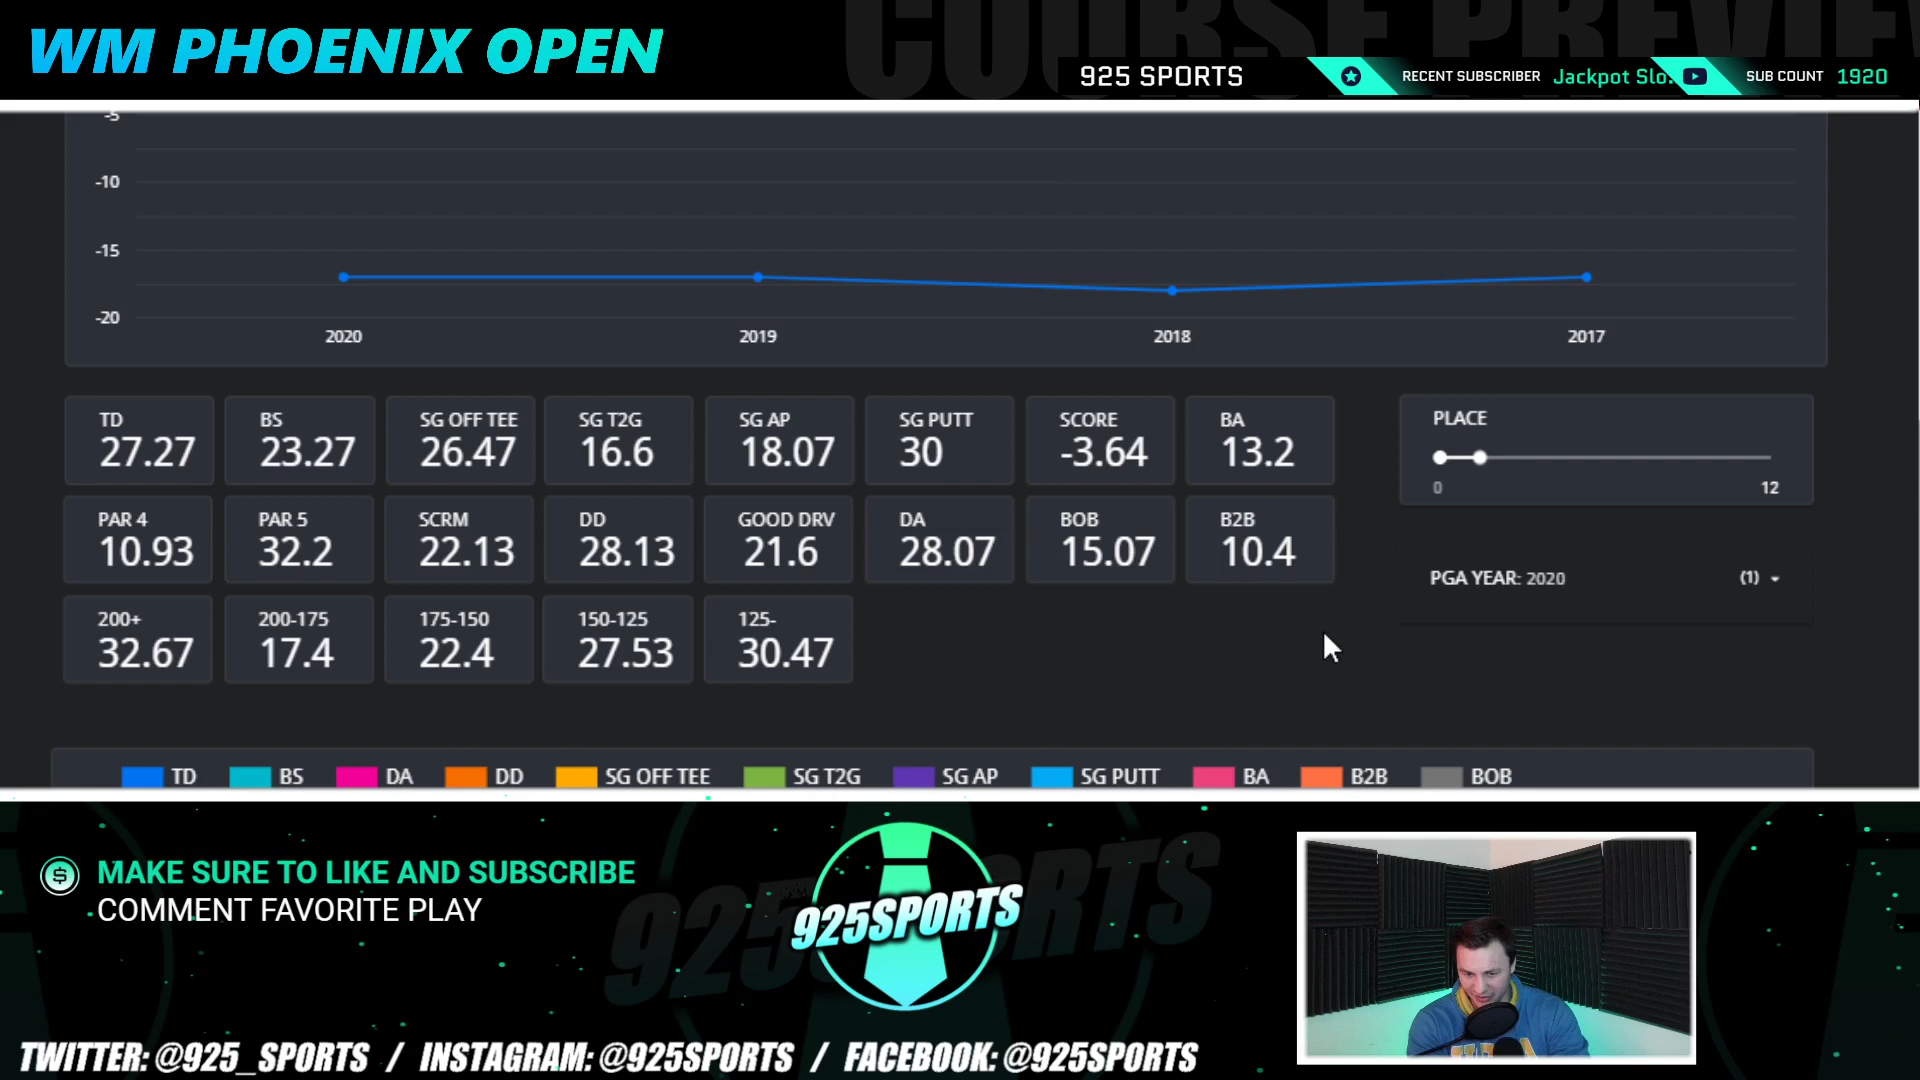 WM PHOENIX OPEN
COURSE PREVIEW
925 SPORTS
RECENT SUBSCRIBER Jackpot Slo.
SUB COUNT 1920
-5
-10
-15
-20
2020 2019 2018 2017
TD BS SG OFF TEE SG T2G SG AP SG PUTT SCORE BA
27.27 23.27 26.47 16.6 18.07 30 -3.64 13.2
PLACE
0 12
PAR 4 PAR 5 SCRM DD GOOD DRV DA BOB B2B
10.93 32.2 22.13 28.13 21.6 28.07 15.07 10.4
PGA YEAR: 2020 (1)
200+ 200-175 175-150 150-125 125-
32.67 17.4 22.4 27.53 30.47
TD BS DA DD SG OFF TEE SG T2G SG AP SG PUTT BA B2B BOB
MAKE SURE TO LIKE AND SUBSCRIBE
COMMENT FAVORITE PLAY
925SPORTS
TWITTER: @925_SPORTS / INSTAGRAM: @925SPORTS / FACEBOOK: @925SPORTS